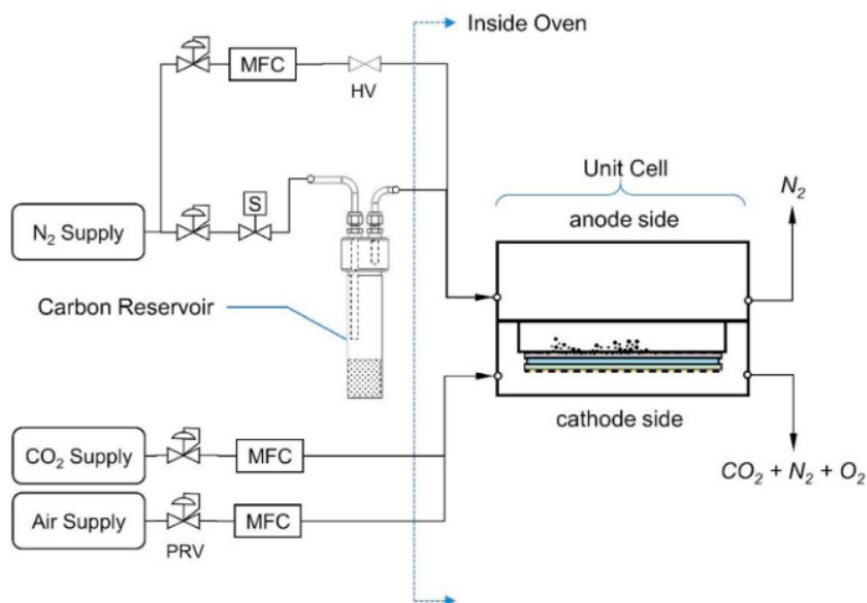 Inside Oven
MFC
HV
Unit Cell
N₂
anode side
S
N₂ Supply
Carbon Reservoir
cathode side
CO₂ Supply
MFC
CO₂ + N₂ + O₂
Air Supply
MFC
PRV